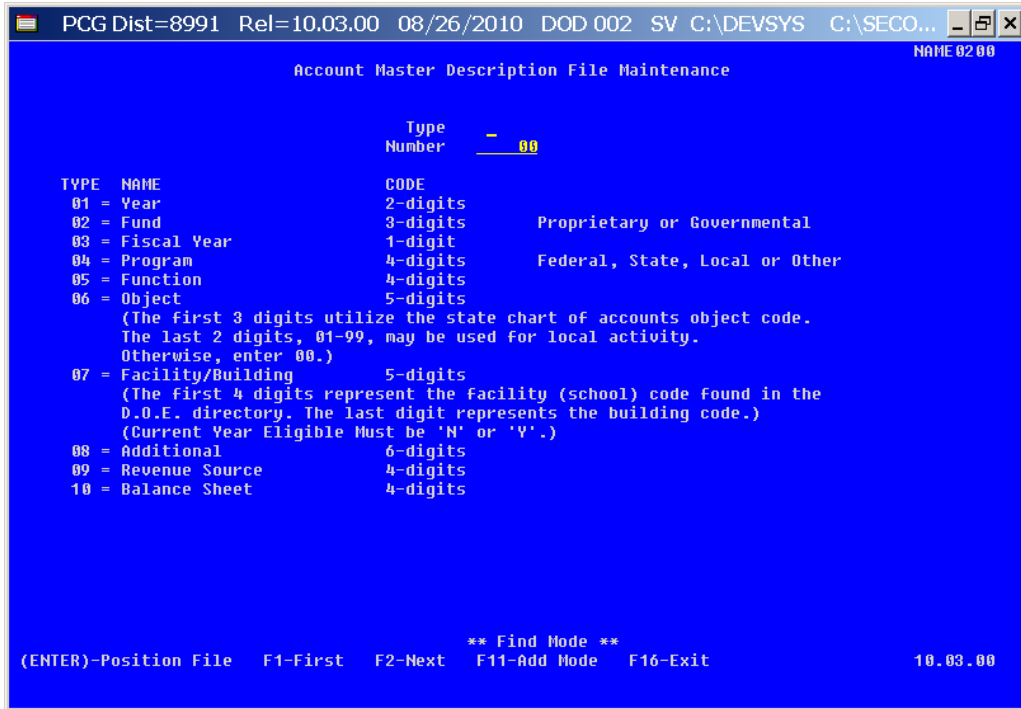 PCG Dist=8991 Rel=10.03.00 08/26/2010 DOD 002 SV C:\DEVSYS C:\SECO...
NAME0200
Account Master Description File Maintenance
Type _
Number 00
TYPE NAME CODE
01 = Year 2-digits
02 = Fund 3-digits Proprietary or Governmental
03 = Fiscal Year 1-digit
04 = Program 4-digits Federal, State, Local or Other
05 = Function 4-digits
06 = Object 5-digits
(The first 3 digits utilize the state chart of accounts object code.
The last 2 digits, 01-99, may be used for local activity.
Otherwise, enter 00.)
07 = Facility/Building 5-digits
(The first 4 digits represent the facility (school) code found in the
D.O.E. directory. The last digit represents the building code.)
(Current Year Eligible Must be 'N' or 'Y'.)
08 = Additional 6-digits
09 = Revenue Source 4-digits
10 = Balance Sheet 4-digits
** Find Mode **
(ENTER)-Position File F1-First F2-Next F11-Add Mode F16-Exit 10.03.00